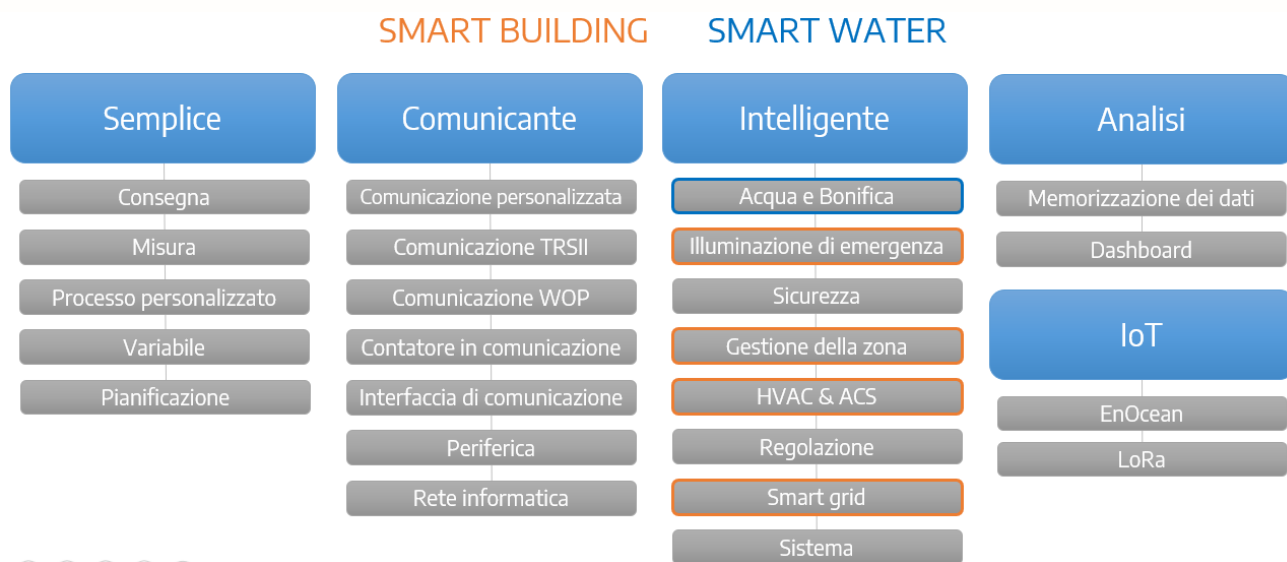 SMART BUILDING SMART WATER
Semplice
Consegna
Misura
Processo personalizzato
Variabile
Pianificazione
Comunicante
Comunicazione personalizzata
Comunicazione TRSII
Comunicazione WOP
Contatore in comunicazione
Interfaccia di comunicazione
Periferica
Rete informatica
Intelligente
Acqua e Bonifica
Illuminazione di emergenza
Sicurezza
Gestione della zona
HVAC & ACS
Regolazione
Smart grid
Sistema
Analisi
Memorizzazione dei dati
Dashboard
IoT
EnOcean
LoRa